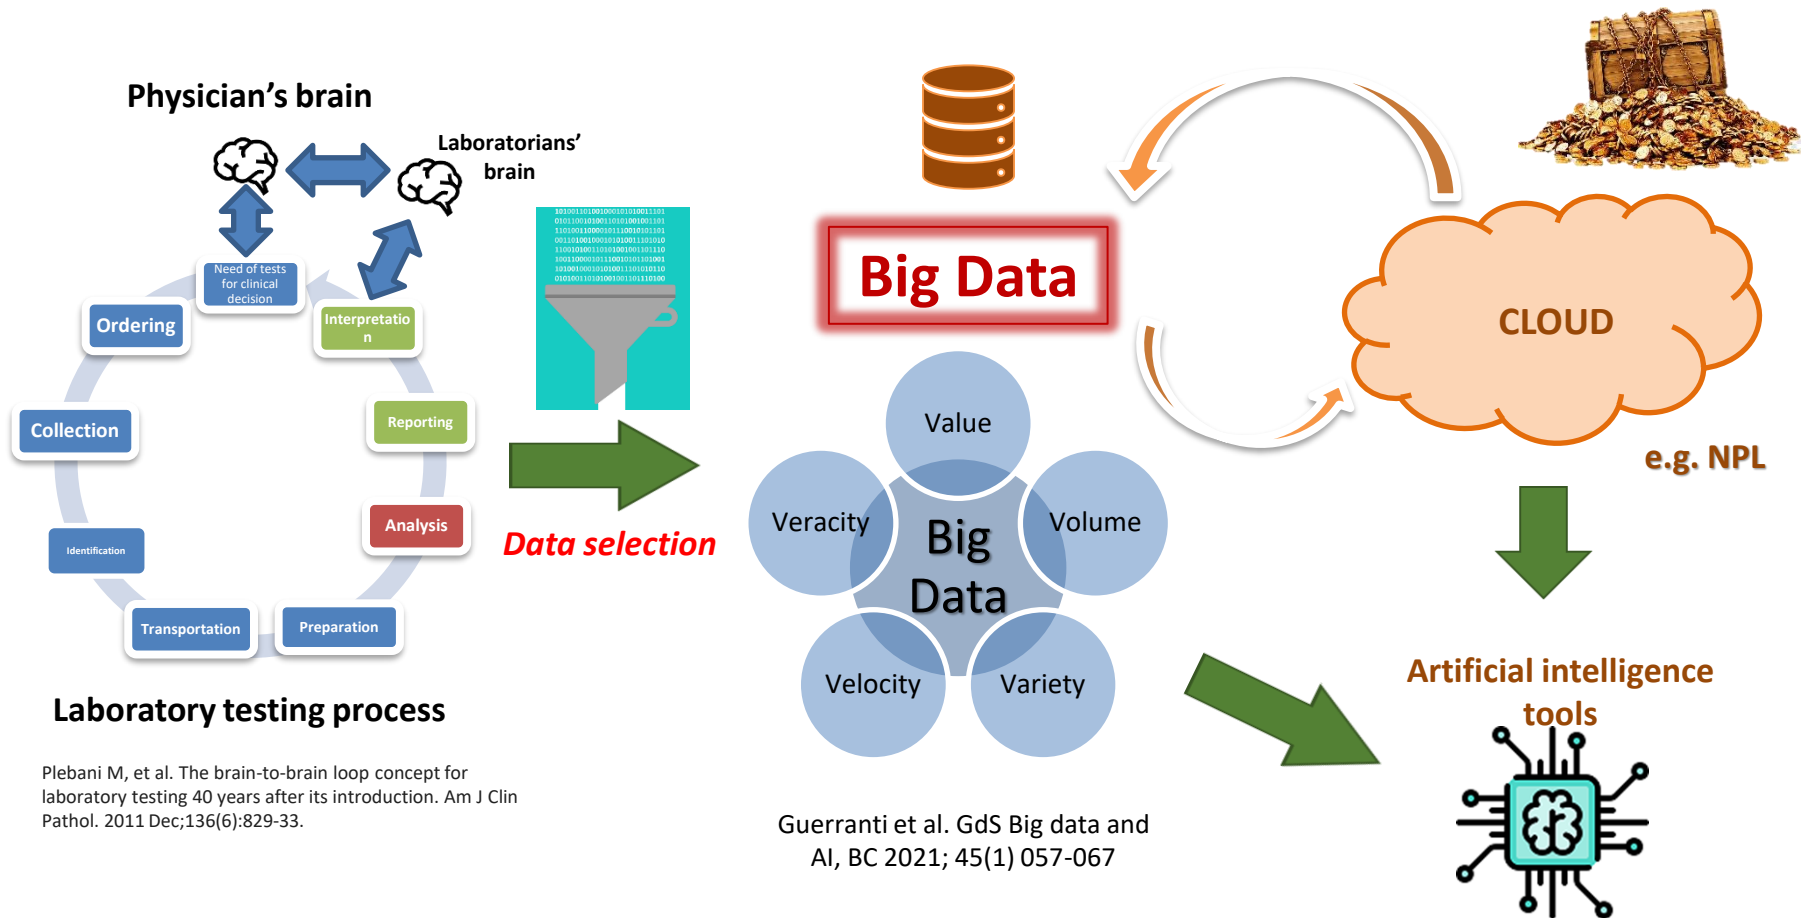 Physician's brain
Laboratorians'
brain
Need of tests
for clinical
decision
Ordering
Interpretatio
n
Collection
Reporting
Analysis
Identification
Transportation
Preparation
Laboratory testing process
Plebani M, et al. The brain-to-brain loop concept for
laboratory testing 40 years after its introduction. Am J Clin
Pathol. 2011 Dec;136(6):829-33.
Data selection
Big Data
Value
Veracity
Volume
Big
Data
Velocity
Variety
Guerranti et al. GdS Big data and
AI, BC 2021; 45(1) 057-067
CLOUD
e.g. NPL
Artificial intelligence
tools